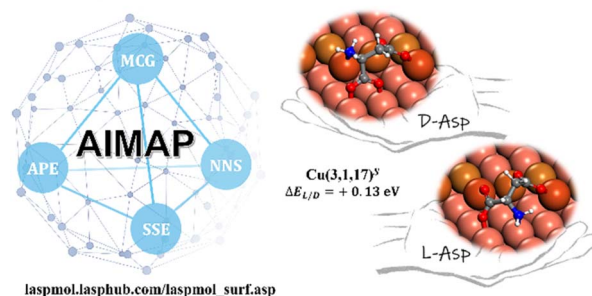 MCG
AIMAP
APE
NNS
SSE
laspmol.lasphub.com/laspmol_surf.asp
D-ASP
Cu(3,1,17)ˢ
ΔE_L/D = + 0.13 eV
L-ASP